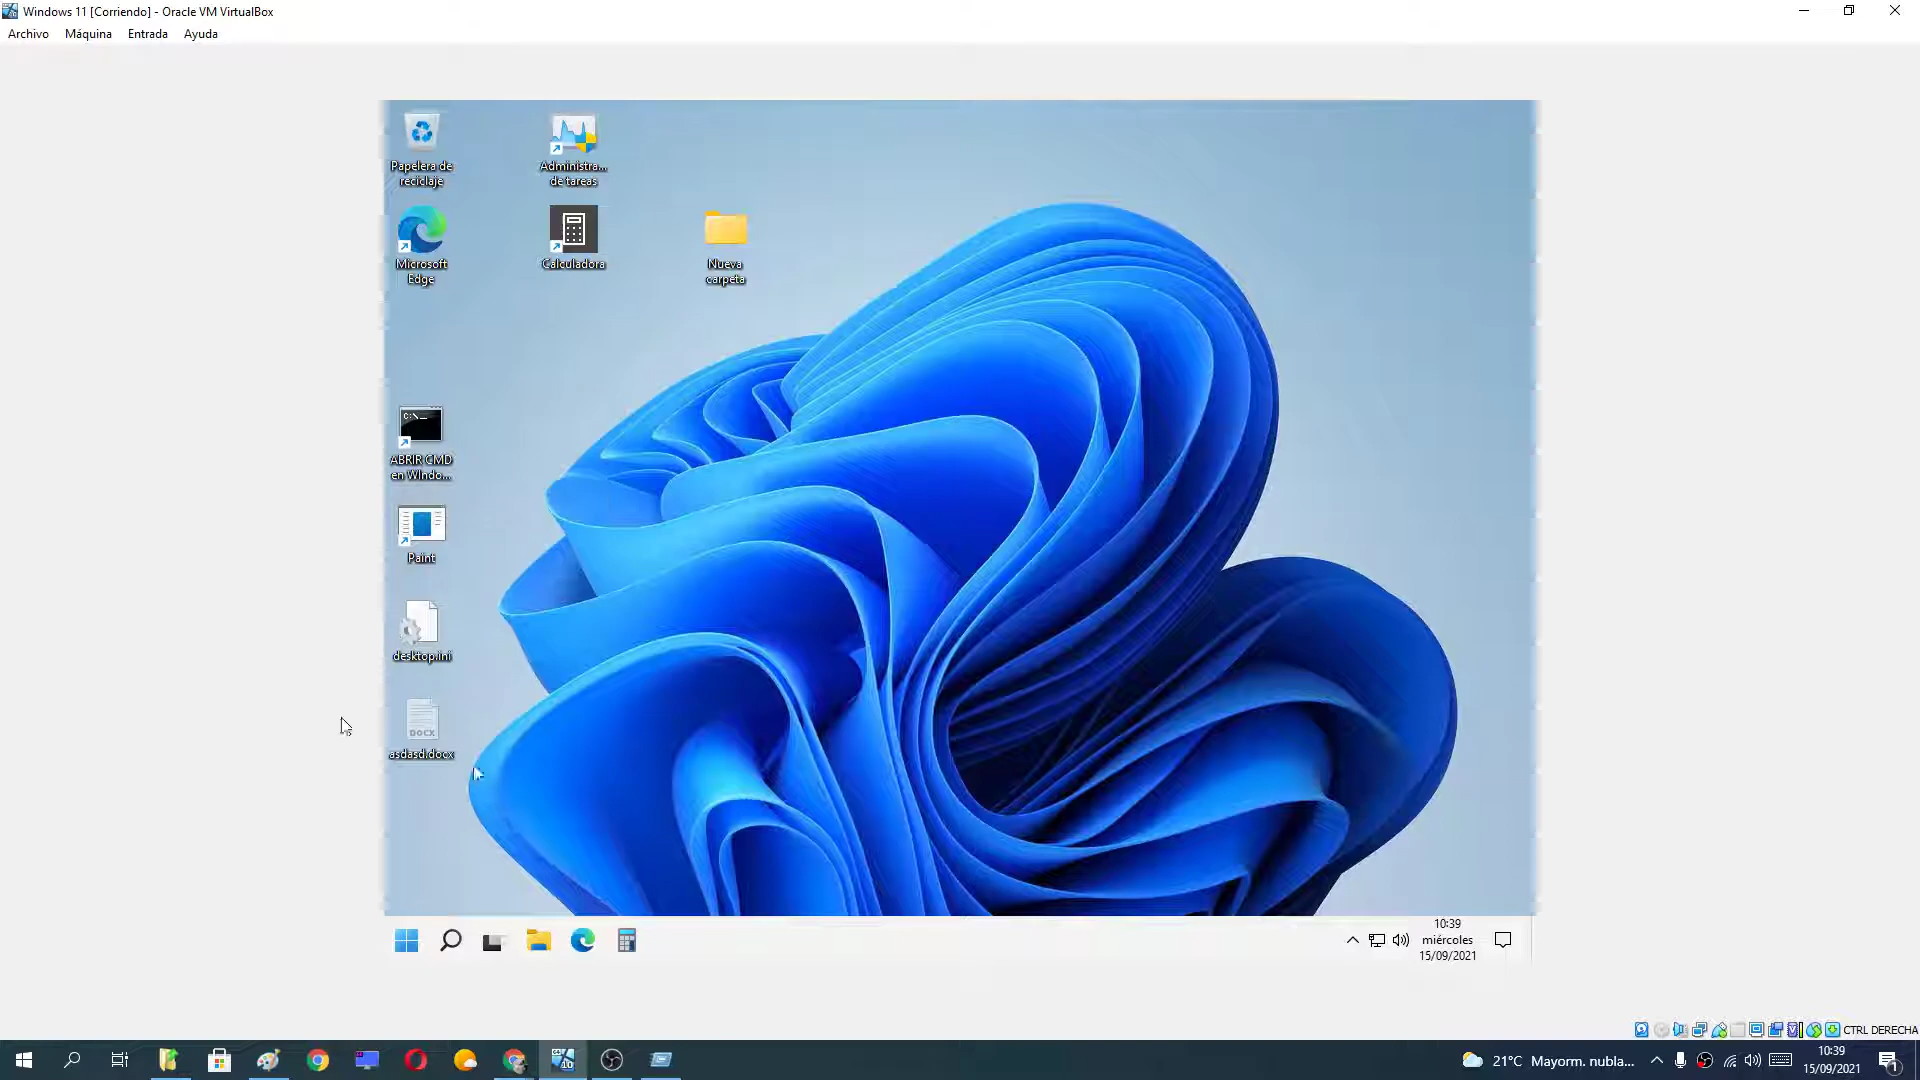 Windows 11 [Corriendo] - Oracle VM VirtualBox
Archivo Máquina Entrada Ayuda
Papelera de
reciclaje
Administra...
de tareas
Microsoft
Edge
Calculadora
Nueva
carpeta
C:\_
ABRIR CMD
en WIndo...
Paint
desktop.ini
DOCX
asdasd.docx
10:39
miércoles
15/09/2021
CTRL DERECHA
21°C Mayorm. nubla...
10:39
15/09/2021
1